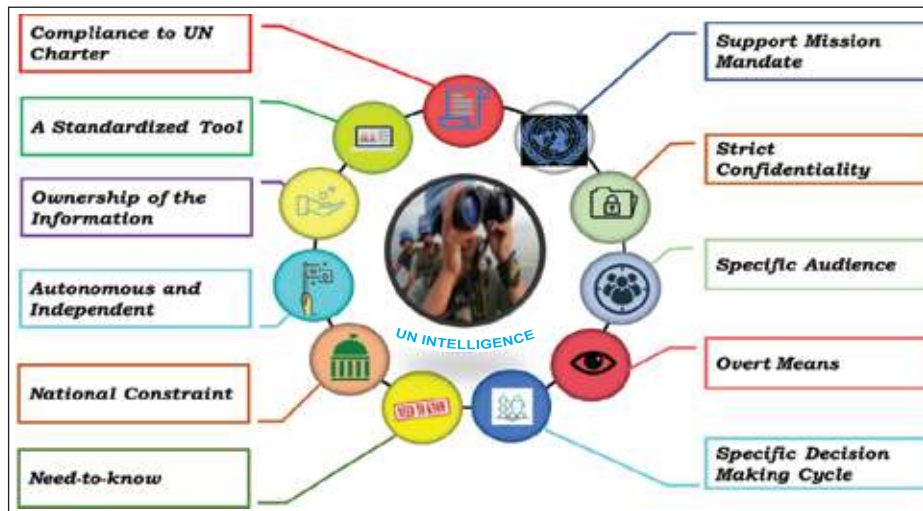 Compliance to UN
Charter
A Standardized Tool
Ownership of the
Information
Autonomous and
Independent
National Constraint
Need-to-know
Support Mission
Mandate
Strict
Confidentiality
Specific Audience
Overt Means
Specific Decision
Making Cycle
UN INTELLIGENCE
NEED TO KNOW